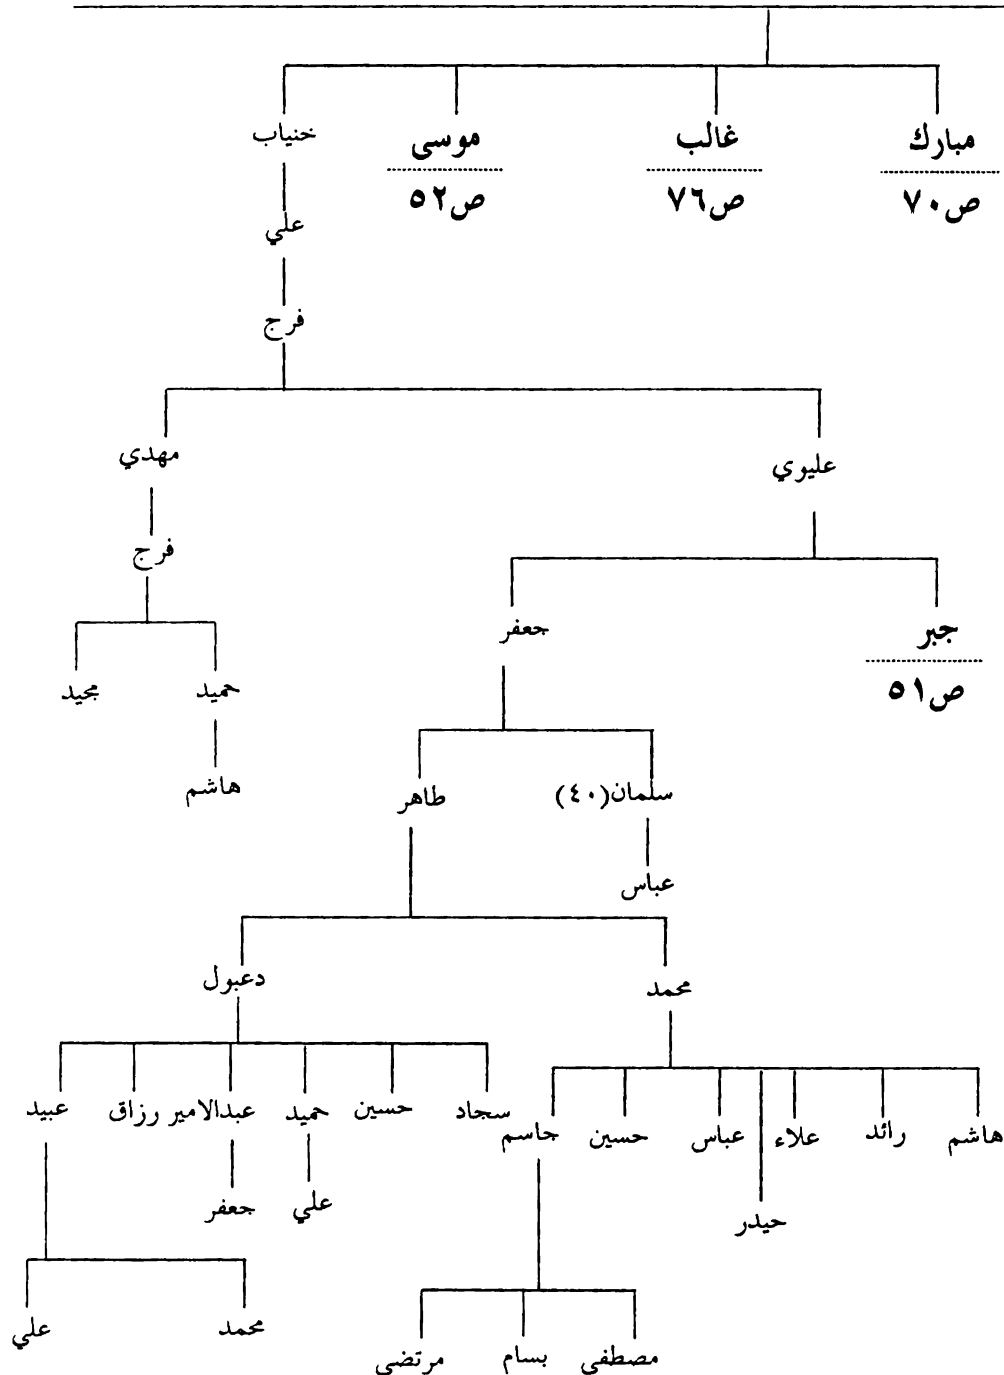 مبارك غالب موسى خنياب
ص٧٠ ص٧٦ ص٥٢
علي
فرج
عليوي مهدي
فرج
جبر جعفر
ص٥١
حميد مجيد
هاشم
سلمان(٤٠) طاهر
عباس
محمد دعبول
هاشم رائد علاء عباس حسين جاسم
سجاد حسين حميد عبدالامير رزاق عبيد
حيدر
علي جعفر
محمد علي
مصطفى بسام مرتضى